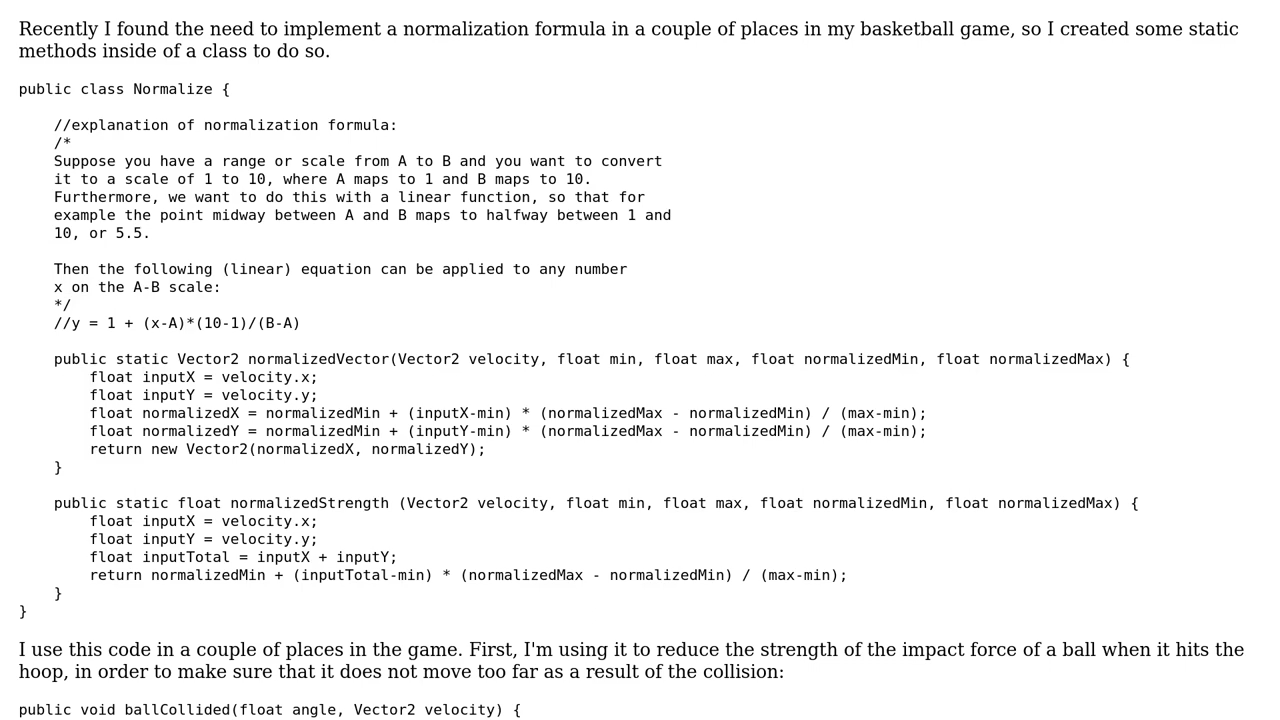 Recently I found the need to implement a normalization formula in a couple of places in my basketball game, so I created some static
methods inside of a class to do so.
public class Normalize {
//explanation of normalization formula:
/*
Suppose you have a range or scale from A to B and you want to convert
it to a scale of 1 to 10, where A maps to 1 and B maps to 10.
Furthermore, we want to do this with a linear function, so that for
example the point midway between A and B maps to halfway between 1 and
10, or 5.5.
Then the following (linear) equation can be applied to any number
x on the A-B scale:
*/
//y = 1 + (x-A)*(10-1)/(B-A)
public static Vector2 normalizedVector(Vector2 velocity, float min, float max, float normalizedMin, float normalizedMax) {
float inputX = velocity.x;
float inputY = velocity.y;
float normalizedX = normalizedMin + (inputX-min) * (normalizedMax - normalizedMin) / (max-min);
float normalizedY = normalizedMin + (inputY-min) * (normalizedMax - normalizedMin) / (max-min);
return new Vector2(normalizedX, normalizedY);
}
public static float normalizedStrength (Vector2 velocity, float min, float max, float normalizedMin, float normalizedMax) {
float inputX = velocity.x;
float inputY = velocity.y;
float inputTotal = inputX + inputY;
return normalizedMin + (inputTotal-min) * (normalizedMax - normalizedMin) / (max-min);
}
}
I use this code in a couple of places in the game. First, I'm using it to reduce the strength of the impact force of a ball when it hits the
hoop, in order to make sure that it does not move too far as a result of the collision:
public void ballCollided(float angle, Vector2 velocity) {